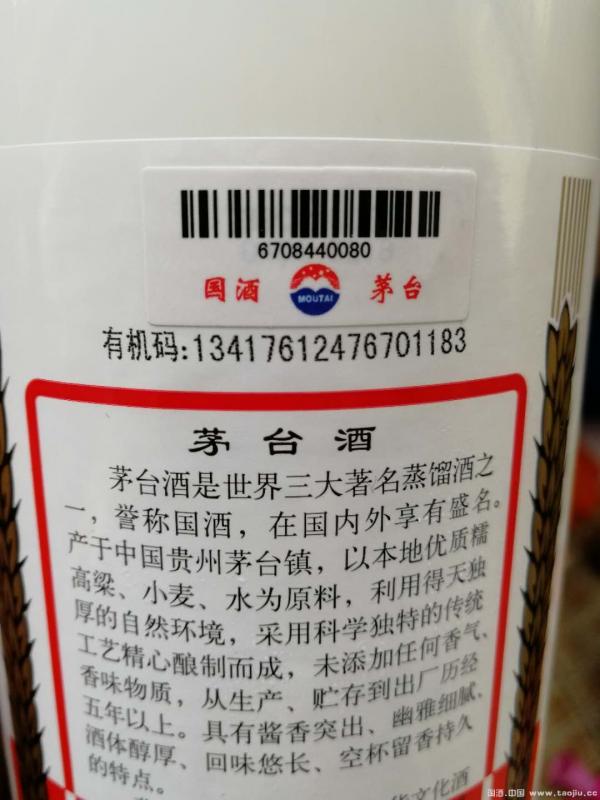 6708440080
国酒 MOUTAI 茅台
有机码:13417612476701183
茅台酒
茅台酒是世界三大著名蒸馏酒之
一，誉称国酒，在国内外享有盛名。
产于中国贵州茅台镇，以本地优质糯
高粱、小麦、水为原料，利用得天独
厚的自然环境，采用科学独特的传统
工艺精心酿制而成，未添加任何香气、
香味物质，从生产、贮存到出厂历经
五年以上。具有酱香突出、幽雅细腻、
酒体醇厚、回味悠长、空杯留香持久
的特点。
文化酒
国酒.中国 www.taojiu.cc